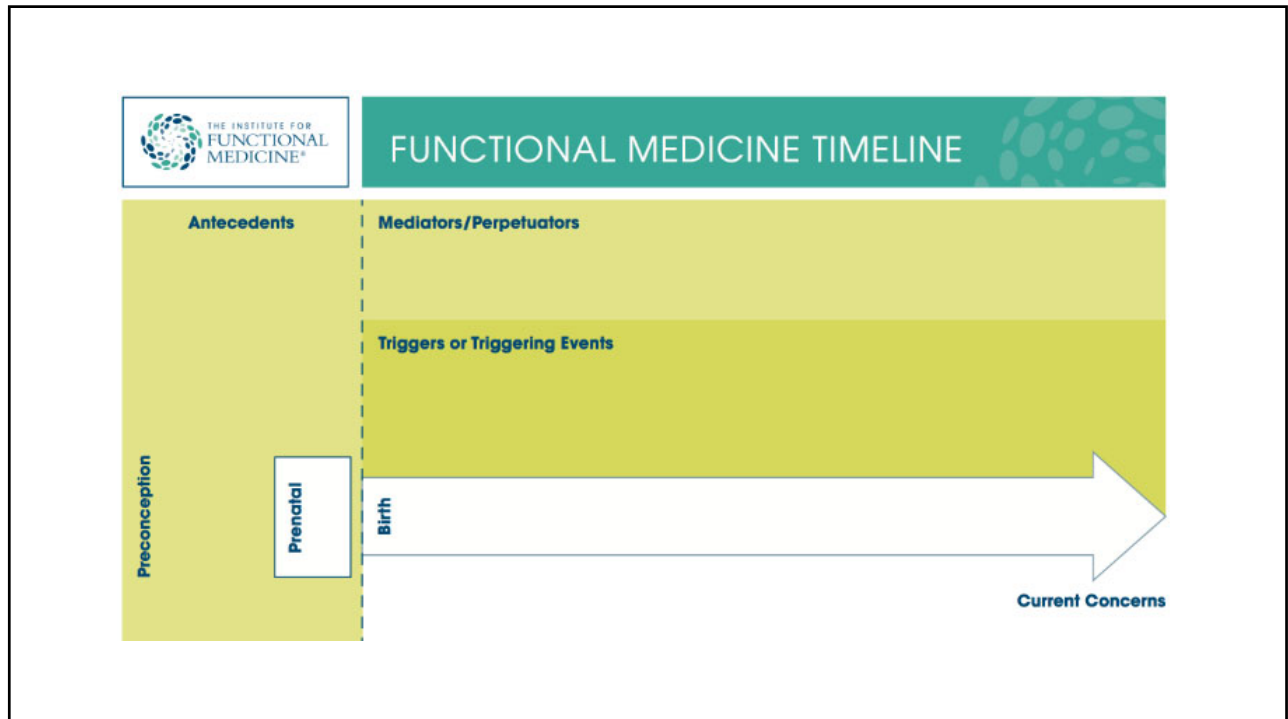 THE INSTITUTE FOR
FUNCTIONAL
MEDICINE®
FUNCTIONAL MEDICINE TIMELINE
Antecedents
Mediators/Perpetuators
Triggers or Triggering Events
Preconception
Prenatal
Birth
Current Concerns